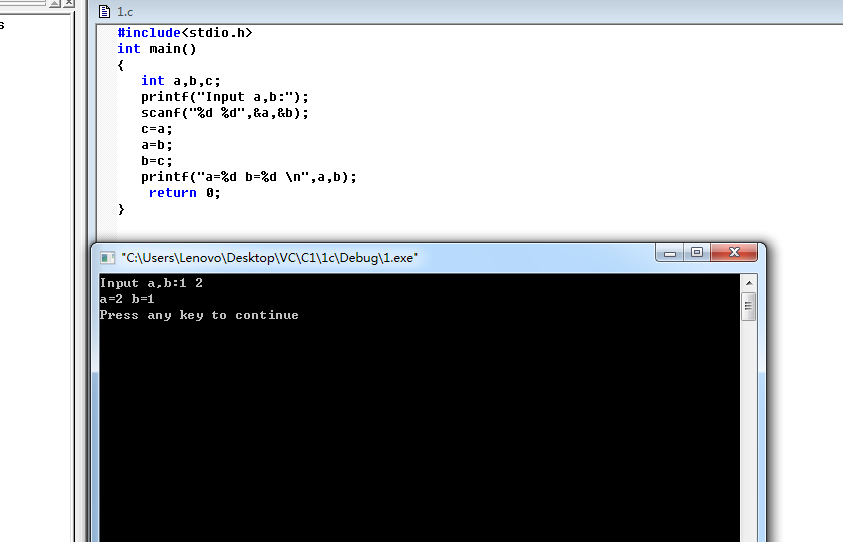 s
1.c
#include<stdio.h>
int main()
{
int a,b,c;
printf("Input a,b:");
scanf("%d %d",&a,&b);
c=a;
a=b;
b=c;
printf("a=%d b=%d \n",a,b);
return 0;
}
"C:\Users\Lenovo\Desktop\VC\C1\1c\Debug\1.exe"
Input a,b:1 2
a=2 b=1
Press any key to continue